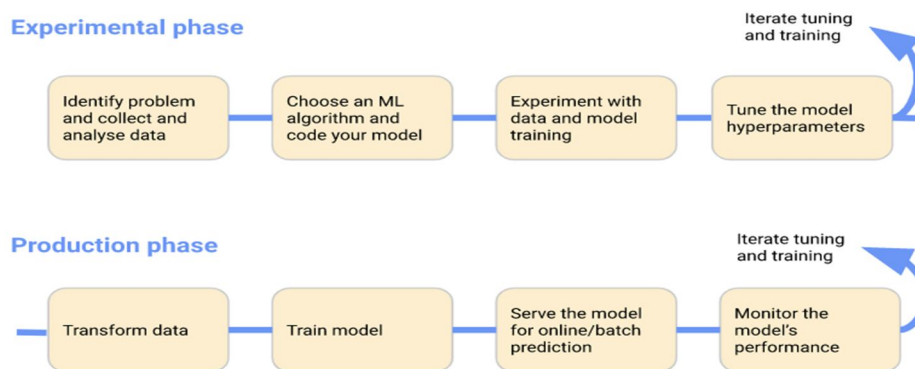 Experimental phase
Iterate tuning
and training
Identify problem
and collect and
analyse data
Choose an ML
algorithm and
code your model
Experiment with
data and model
training
Tune the model
hyperparameters
Production phase
Iterate tuning
and training
Transform data
Train model
Serve the model
for online/batch
prediction
Monitor the
model's
performance